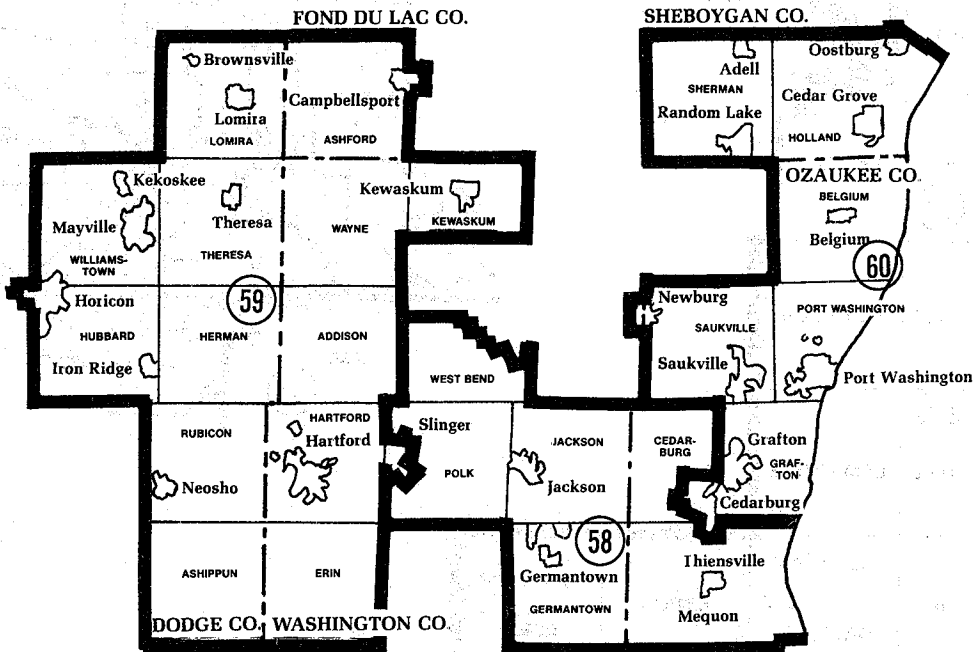 FOND DU LAC CO.
SHEBOYGAN CO.
Brownsville
Campbellsport
Lomira
LOMIRA
ASHFORD
Oostburg
Adell
SHERMAN
Cedar Grove
Random Lake
HOLLAND
OZAUKEE CO.
BELGIUM
Belgium
60
Kekoskee
Kewaskum
KEWASKUM
Mayville
Theresa
WAYNE
WILLIAMS-
TOWN
THERESA
59
Horicon
HUBBARD
HERMAN
ADDISON
Iron Ridge
WEST BEND
Newburg
SAUKVILLE
PORT WASHINGTON
Saukville
Port Washington
RUBICON
HARTFORD
Hartford
Slinger
POLK
JACKSON
Jackson
CEDAR-
BURG
Grafton
GRAF-
TON
Cedarburg
Neosho
58
ASHIPPUN
ERIN
Germantown
GERMANTOWN
Thiensville
Mequon
DODGE CO.
WASHINGTON CO.